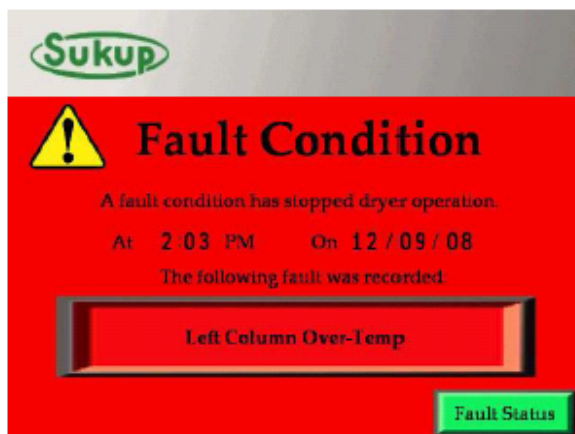 Sukup
Fault Condition
A fault condition has stopped dryer operation.
At 2:03 PM On 12/09/08
The following fault was recorded:
Left Column Over-Temp
Fault Status